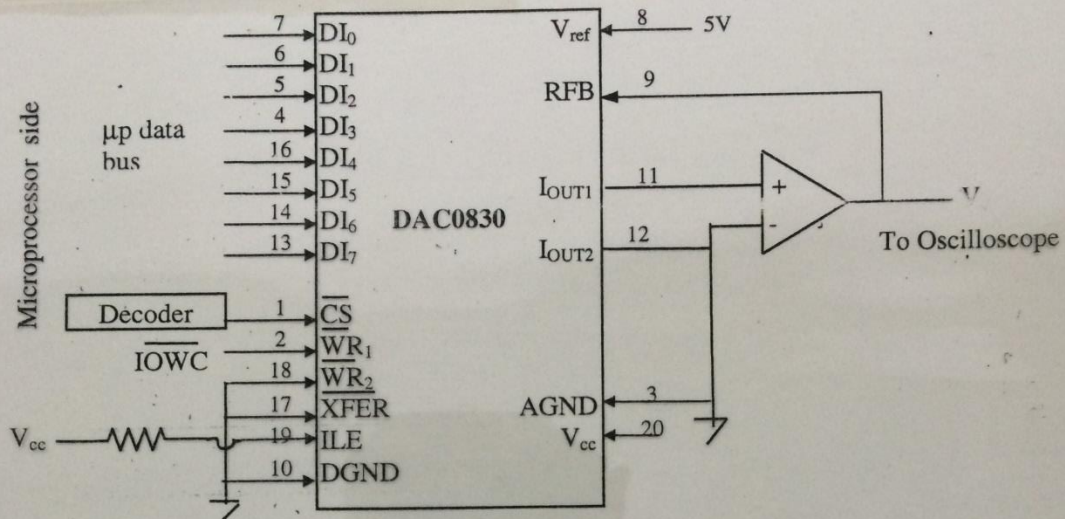 Microprocessor side
μp data
bus
7 DI0
6 DI1
5 DI2
4 DI3
16 DI4
15 DI5
14 DI6
13 DI7
Decoder 1 CS
IOWC 2 WR1
18 WR2
17 XFER
Vcc 19 ILE
10 DGND
DAC0830
Vref 8 5V
RFB 9
IOUT1 11 +
IOUT2 12 -
V
To Oscilloscope
AGND 3
Vcc 20